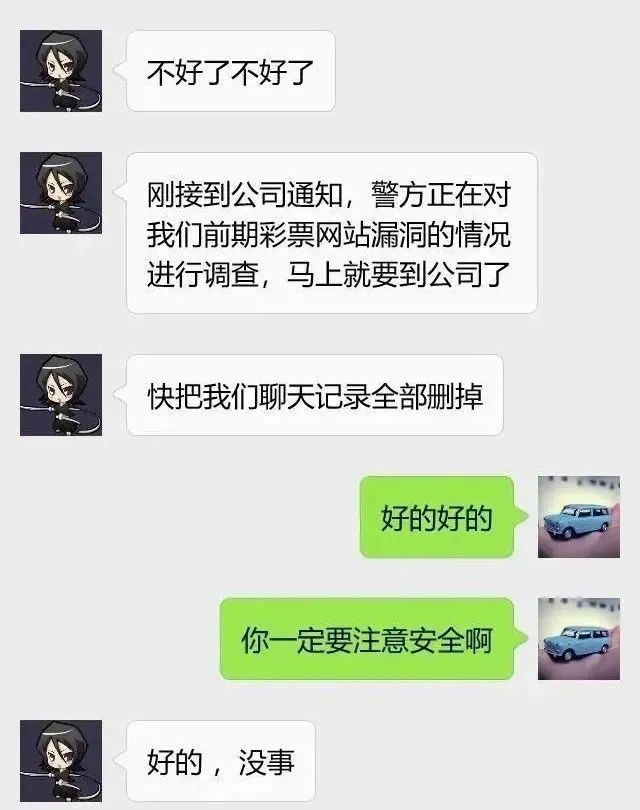 不好了不好了
刚接到公司通知，警方正在对
我们前期彩票网站漏洞的情况
进行调查，马上就要到公司了
快把我们聊天记录全部删掉
好的好的
你一定要注意安全啊
好的 ，没事